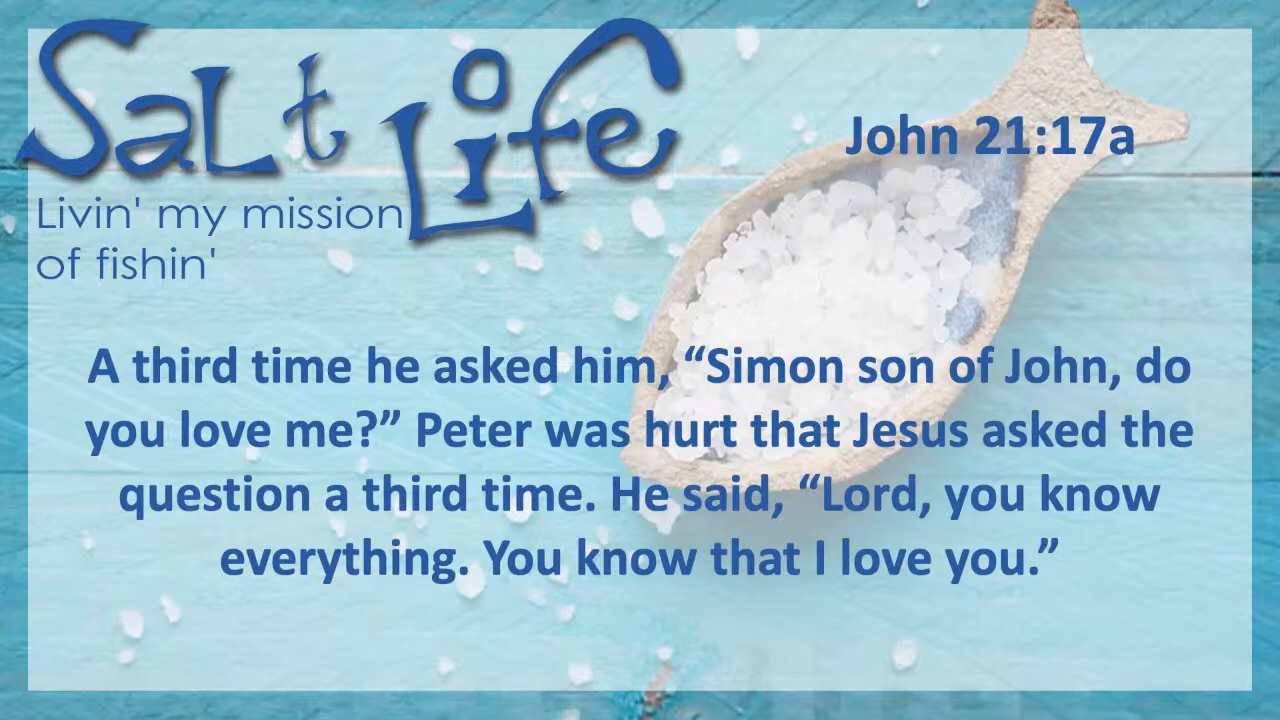 Salt Life
Livin' my mission
of fishin'
John 21:17a
A third time he asked him, “Simon son of John, do
you love me?” Peter was hurt that Jesus asked the
question a third time. He said, “Lord, you know
everything. You know that I love you.”